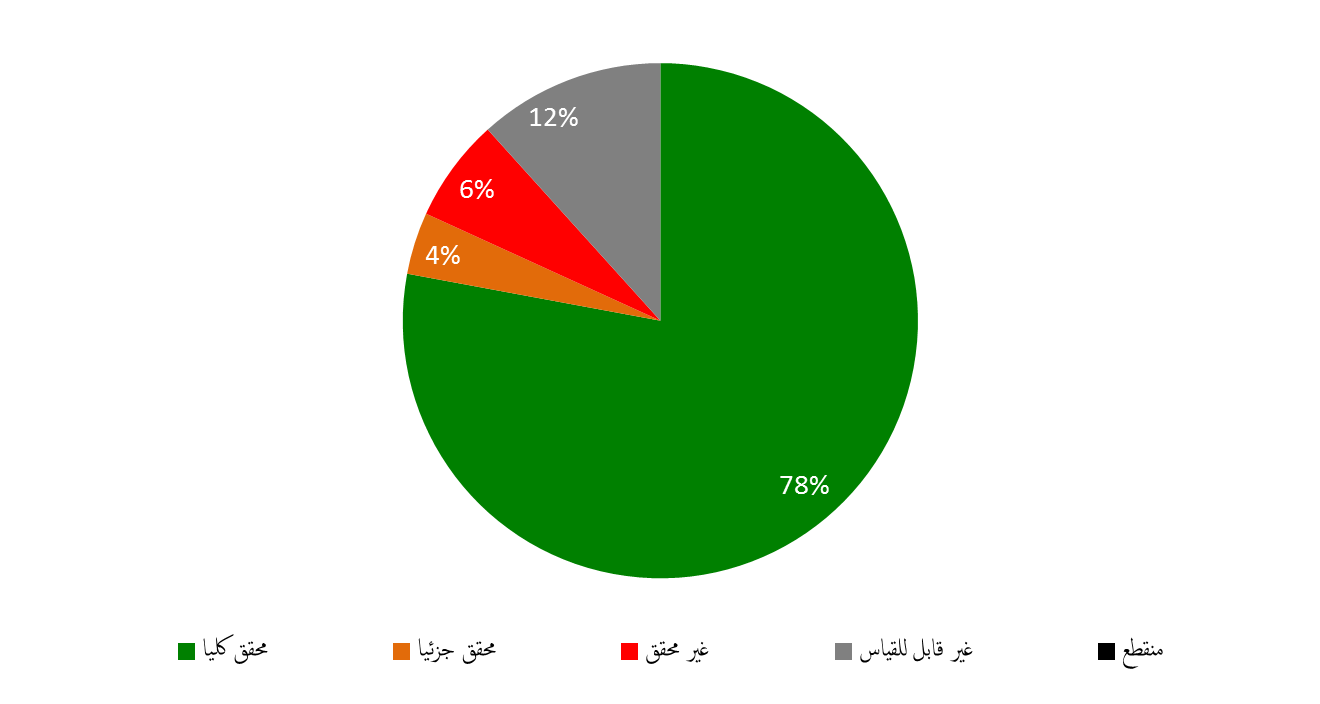 12%
6%
4%
78%
محقق كليا
محقق جزئيا
غير محقق
غير قابل للقياس
منقطع